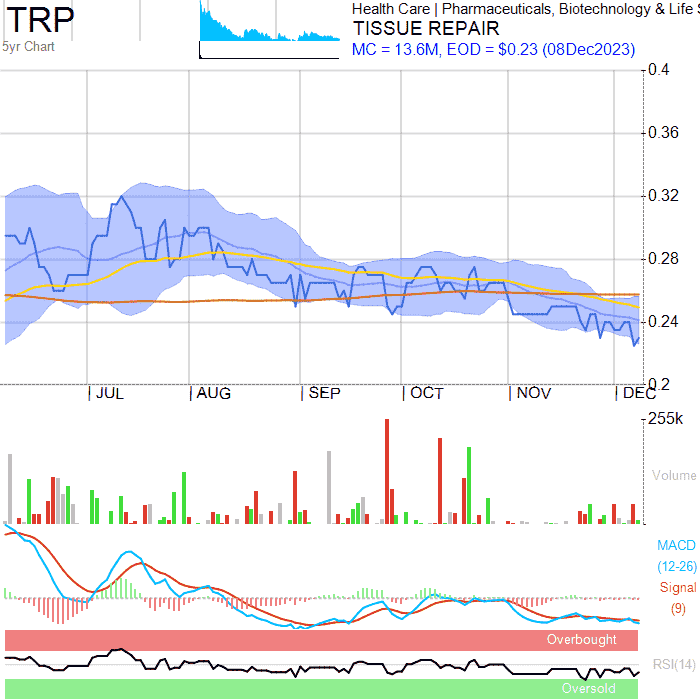 TRP
5yr Chart
Health Care | Pharmaceuticals, Biotechnology & Life S
TISSUE REPAIR
MC = 13.6M, EOD = $0.23 (08Dec2023)
0.4
0.36
0.32
0.28
0.24
0.2
JUL AUG SEP OCT NOV DEC
255k
Volume
MACD
(12-26)
Signal
(9)
Overbought
RSI(14)
Oversold